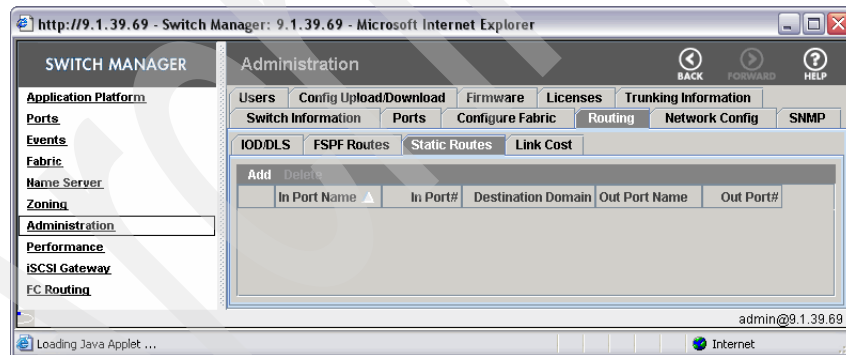 http://9.1.39.69 - Switch Manager: 9.1.39.69 - Microsoft Internet Explorer
SWITCH MANAGER
Administration
BACK
FORWARD
HELP
Application Platform
Ports
Events
Fabric
Name Server
Zoning
Administration
Performance
iSCSI Gateway
FC Routing
Users Config Upload/Download Firmware Licenses Trunking Information
Switch Information Ports Configure Fabric Routing Network Config SNMP
IOD/DLS FSPF Routes Static Routes Link Cost
Add Delete
In Port Name In Port# Destination Domain Out Port Name Out Port#
admin@9.1.39.69
Loading Java Applet ...
Internet